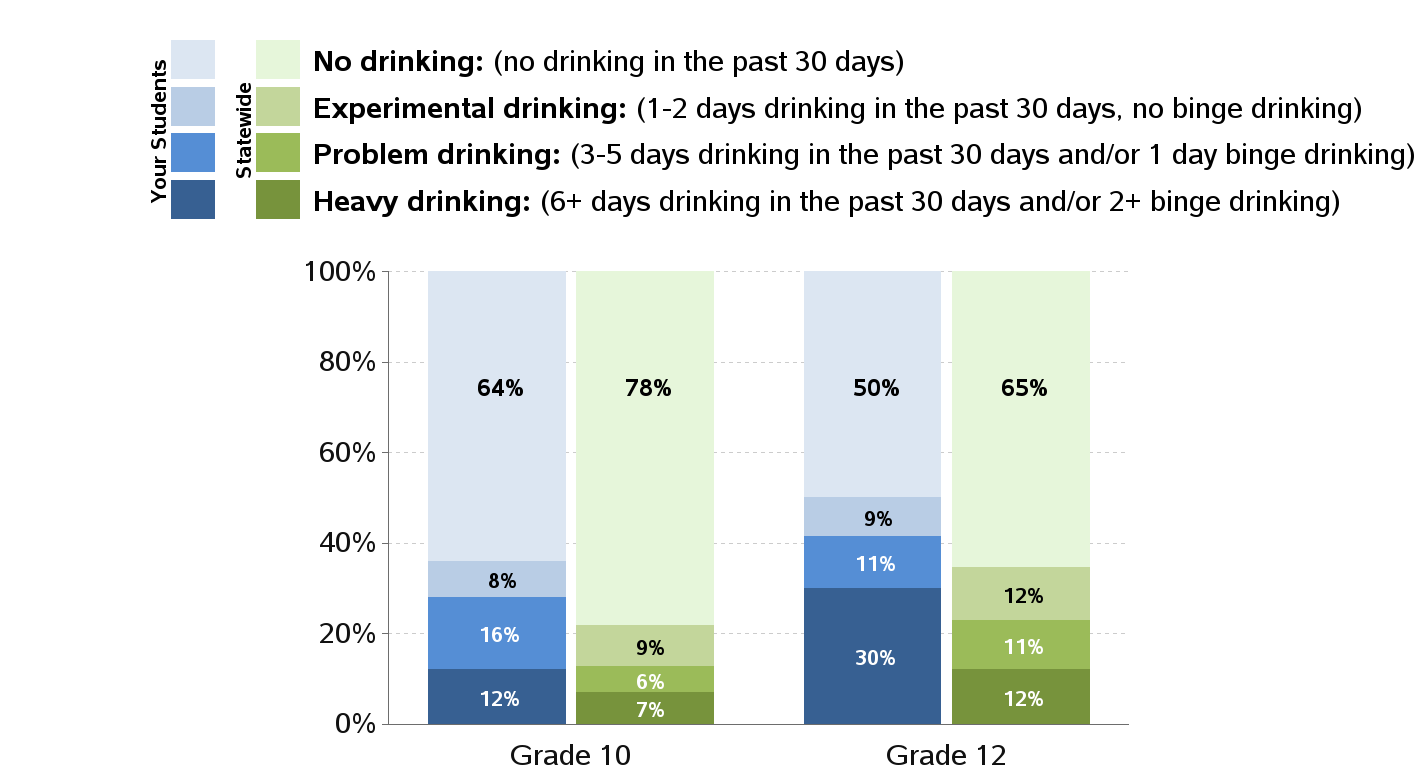 Your Students
Statewide
No drinking: (no drinking in the past 30 days)
Experimental drinking: (1-2 days drinking in the past 30 days, no binge drinking)
Problem drinking: (3-5 days drinking in the past 30 days and/or 1 day binge drinking)
Heavy drinking: (6+ days drinking in the past 30 days and/or 2+ binge drinking)
100%
80%
60%
40%
20%
0%
64%
8%
16%
12%
78%
9%
6%
7%
50%
9%
11%
30%
65%
12%
11%
12%
Grade 10
Grade 12